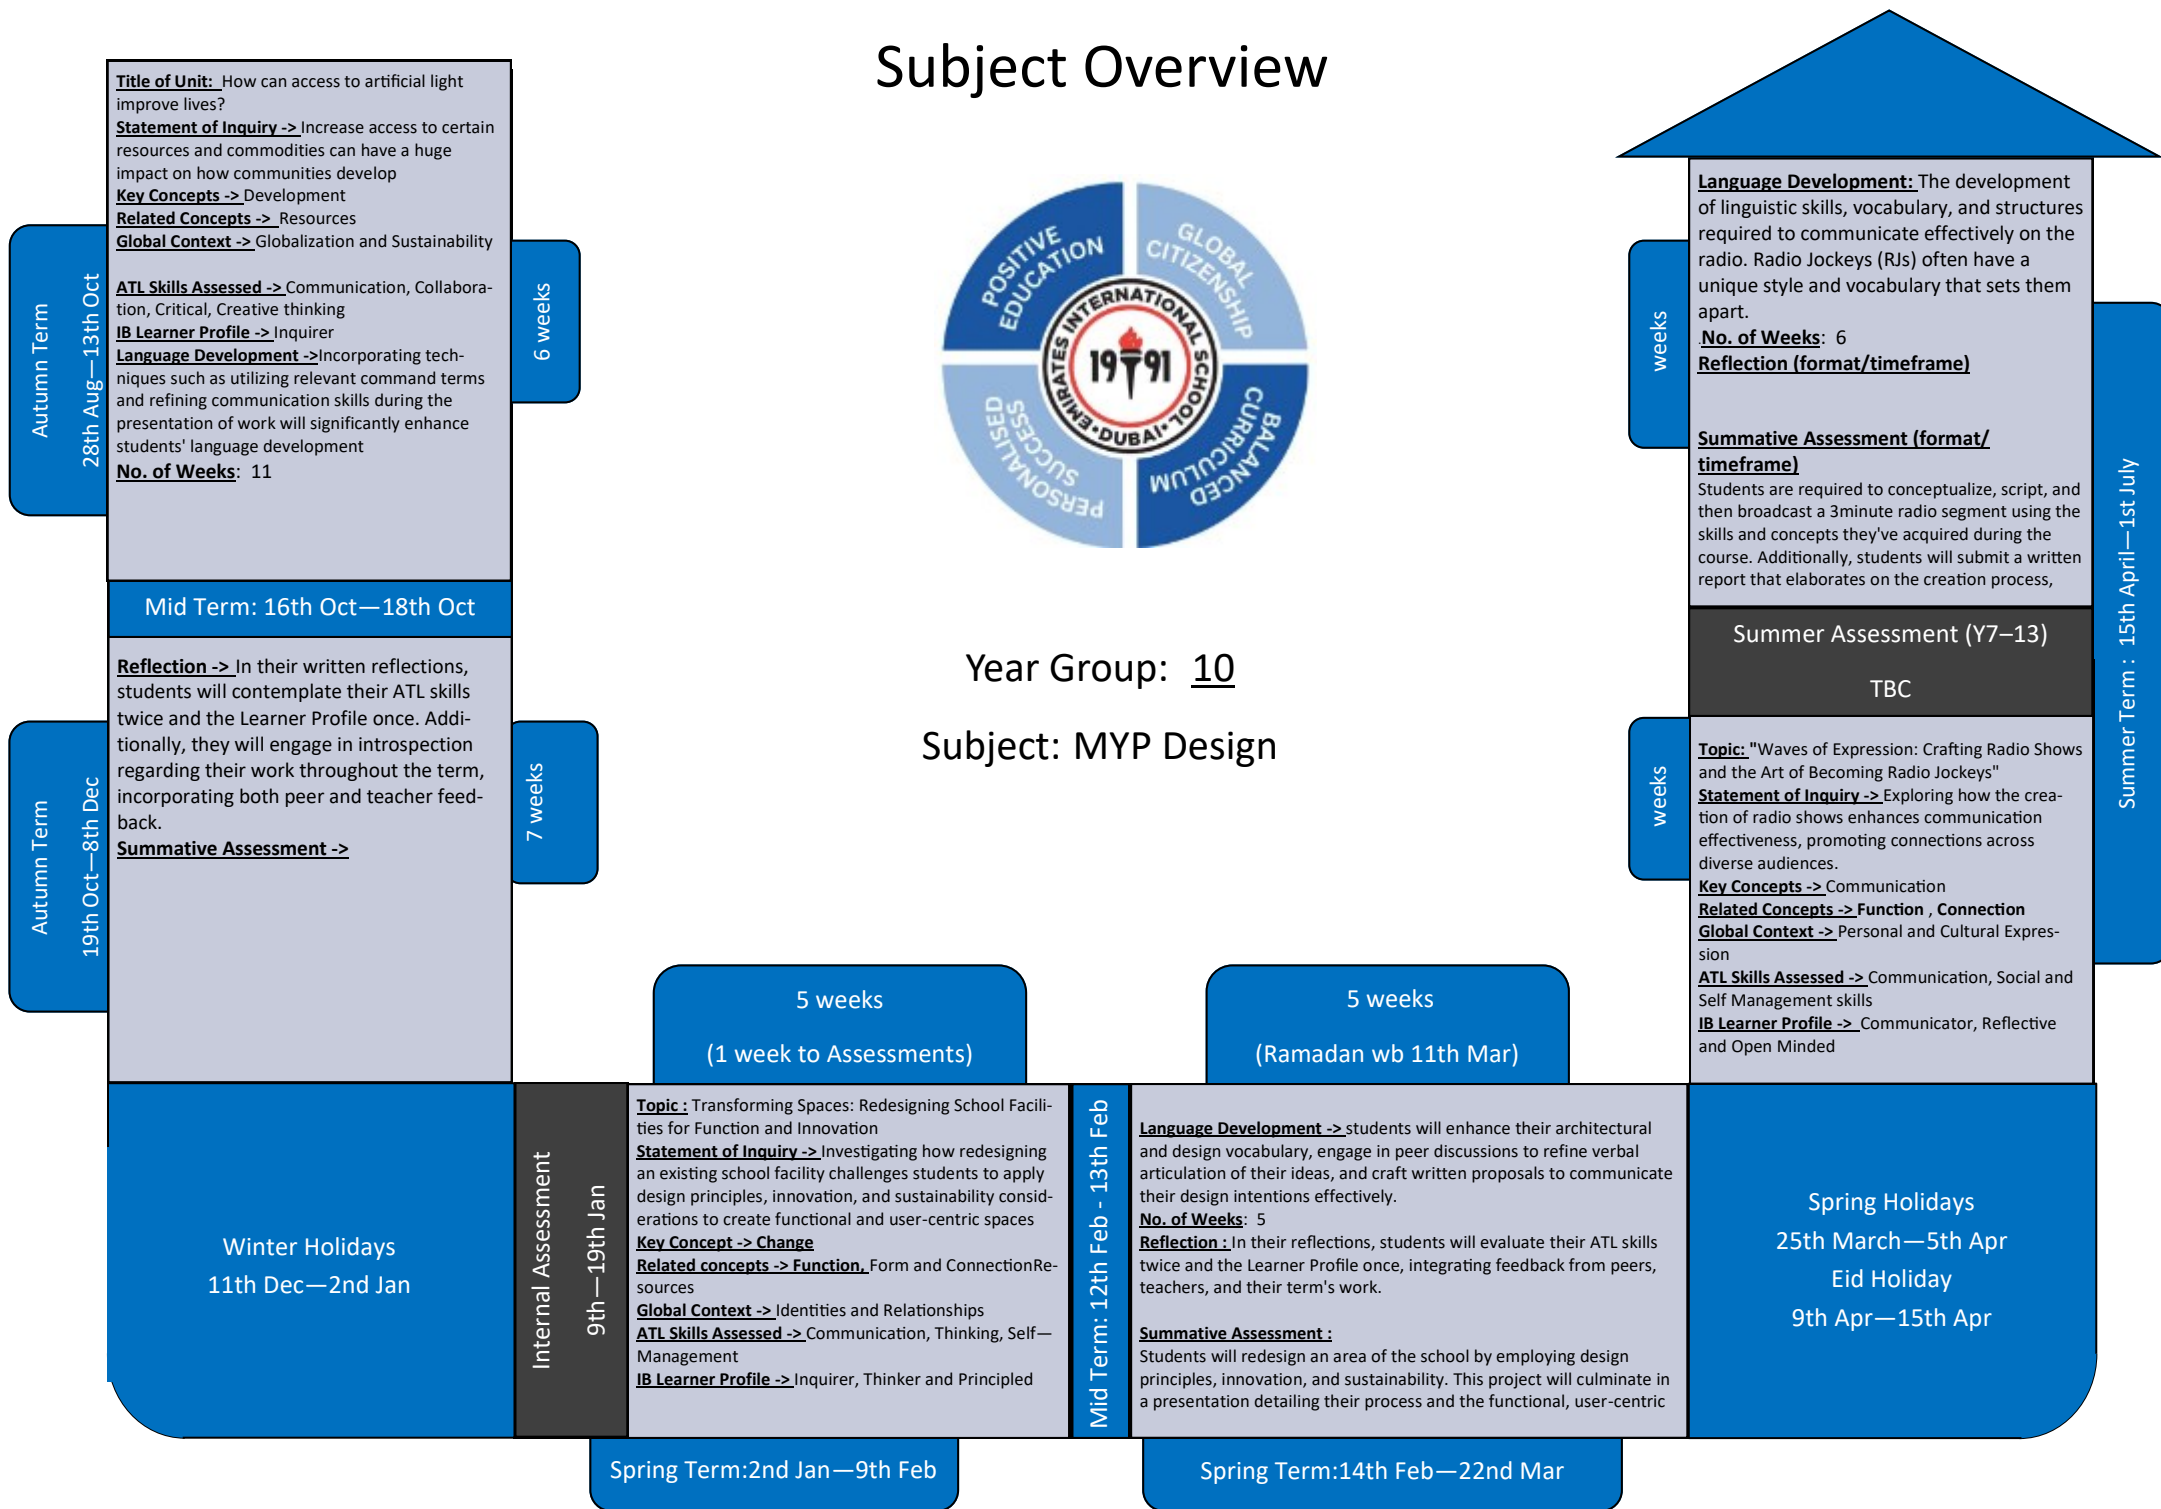 Subject Overview
Title of Unit: How can access to artificial light
improve lives?
Statement of Inquiry -> Increase access to certain
resources and commodities can have a huge
impact on how communities develop
Key Concepts -> Development
Related Concepts -> Resources
Global Context -> Globalization and Sustainability
ATL Skills Assessed -> Communication, Collabora-
tion, Critical, Creative thinking
IB Learner Profile -> Inquirer
Language Development ->Incorporating tech-
niques such as utilizing relevant command terms
and refining communication skills during the
presentation of work will significantly enhance
students' language development
No. of Weeks: 11
Autumn Term
28th Aug—13th Oct
6 weeks
Mid Term: 16th Oct—18th Oct
Reflection -> In their written reflections,
students will contemplate their ATL skills
twice and the Learner Profile once. Addi-
tionally, they will engage in introspection
regarding their work throughout the term,
incorporating both peer and teacher feed-
back.
Summative Assessment ->
Autumn Term
19th Oct—8th Dec
7 weeks
Winter Holidays
11th Dec—2nd Jan
POSITIVE
EDUCATION
GLOBAL
CITIZENSHIP
PERSONALISED
SUCCESS
BALANCED
CURRICULUM
EMIRATES INTERNATIONAL SCHOOL
•DUBAI•
1991
Year Group: 10
Subject: MYP Design
Internal Assessment
9th—19th Jan
5 weeks
(1 week to Assessments)
Topic : Transforming Spaces: Redesigning School Facili-
ties for Function and Innovation
Statement of Inquiry -> Investigating how redesigning
an existing school facility challenges students to apply
design principles, innovation, and sustainability consid-
erations to create functional and user-centric spaces
Key Concept -> Change
Related concepts -> Function, Form and ConnectionRe-
sources
Global Context -> Identities and Relationships
ATL Skills Assessed -> Communication, Thinking, Self—
Management
IB Learner Profile -> Inquirer, Thinker and Principled
Spring Term:2nd Jan—9th Feb
Mid Term: 12th Feb - 13th Feb
5 weeks
(Ramadan wb 11th Mar)
Language Development -> students will enhance their architectural
and design vocabulary, engage in peer discussions to refine verbal
articulation of their ideas, and craft written proposals to communicate
their design intentions effectively.
No. of Weeks: 5
Reflection : In their reflections, students will evaluate their ATL skills
twice and the Learner Profile once, integrating feedback from peers,
teachers, and their term's work.
Summative Assessment :
Students will redesign an area of the school by employing design
principles, innovation, and sustainability. This project will culminate in
a presentation detailing their process and the functional, user-centric
Spring Term:14th Feb—22nd Mar
Spring Holidays
25th March—5th Apr
Eid Holiday
9th Apr—15th Apr
Language Development: The development
of linguistic skills, vocabulary, and structures
required to communicate effectively on the
radio. Radio Jockeys (RJs) often have a
unique style and vocabulary that sets them
apart.
.No. of Weeks: 6
Reflection (format/timeframe)
Summative Assessment (format/
timeframe)
Students are required to conceptualize, script, and
then broadcast a 3minute radio segment using the
skills and concepts they've acquired during the
course. Additionally, students will submit a written
report that elaborates on the creation process,
weeks
Summer Assessment (Y7–13)
TBC
Topic: "Waves of Expression: Crafting Radio Shows
and the Art of Becoming Radio Jockeys"
Statement of Inquiry -> Exploring how the crea-
tion of radio shows enhances communication
effectiveness, promoting connections across
diverse audiences.
Key Concepts -> Communication
Related Concepts -> Function , Connection
Global Context -> Personal and Cultural Expres-
sion
ATL Skills Assessed -> Communication, Social and
Self Management skills
IB Learner Profile -> Communicator, Reflective
and Open Minded
weeks
Summer Term : 15th April—1st July